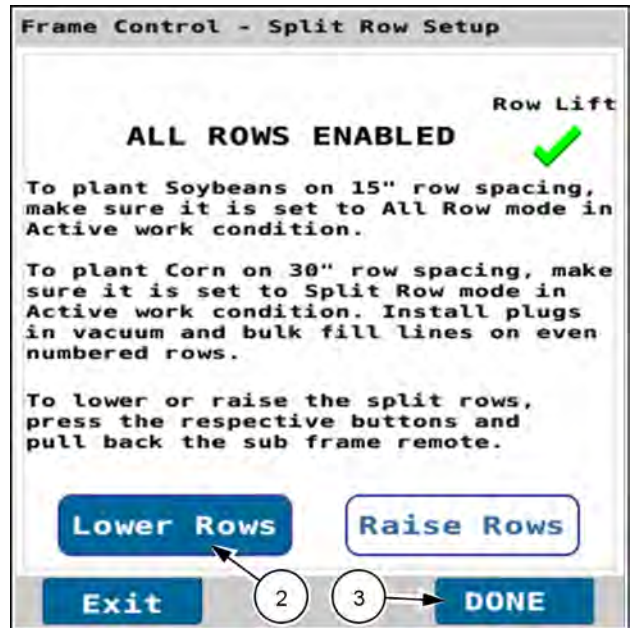 Frame Control - Split Row Setup
Row Lift
ALL ROWS ENABLED
To plant Soybeans on 15" row spacing,
make sure it is set to All Row mode in
Active work condition.
To plant Corn on 30" row spacing, make
sure it is set to Split Row mode in
Active work condition. Install plugs
in vacuum and bulk fill lines on even
numbered rows.
To lower or raise the split rows,
press the respective buttons and
pull back the sub frame remote.
Lower Rows
Raise Rows
Exit
2
3
DONE